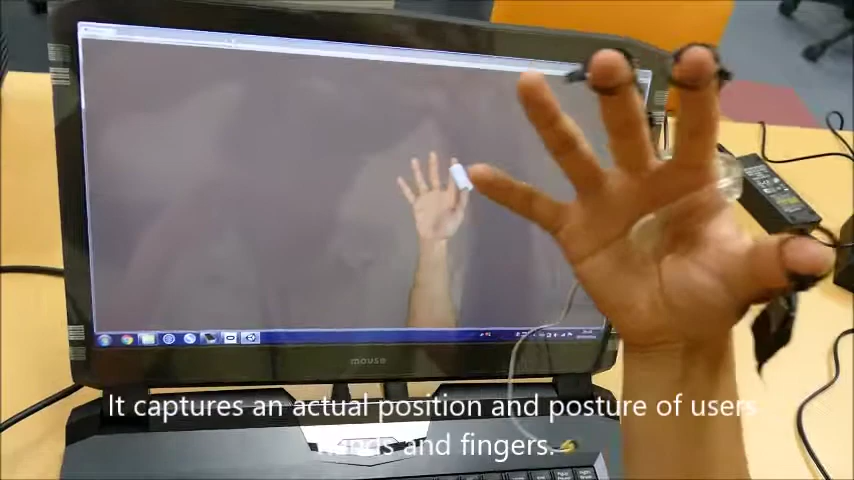 mouse
It captures an actual position and posture of users
hands and fingers.